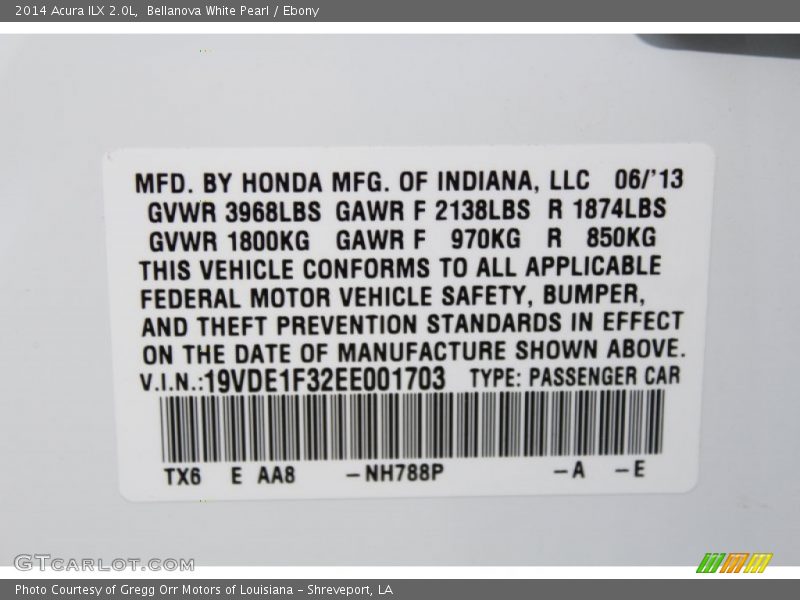 2014 Acura ILX 2.0L, Bellanova White Pearl / Ebony
MFD. BY HONDA MFG. OF INDIANA, LLC 06/'13
GVWR 3968LBS GAWR F 2138LBS R 1874LBS
GVWR 1800KG GAWR F 970KG R 850KG
THIS VEHICLE CONFORMS TO ALL APPLICABLE
FEDERAL MOTOR VEHICLE SAFETY, BUMPER,
AND THEFT PREVENTION STANDARDS IN EFFECT
ON THE DATE OF MANUFACTURE SHOWN ABOVE.
V.I.N.:19VDE1F32EE001703 TYPE: PASSENGER CAR
TX6 E AA8 –NH788P –A –E
GTCARLOT.COM
Photo Courtesy of Gregg Orr Motors of Louisiana – Shreveport, LA